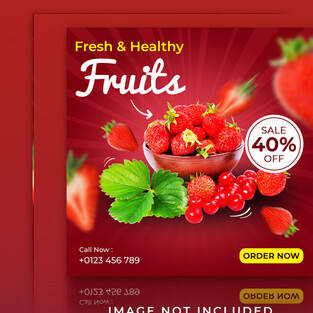 Fresh & Healthy
Fruits
SALE
40%
OFF
Call Now :
+0123 456 789
ORDER NOW
IMAGE NOT INCLUDED